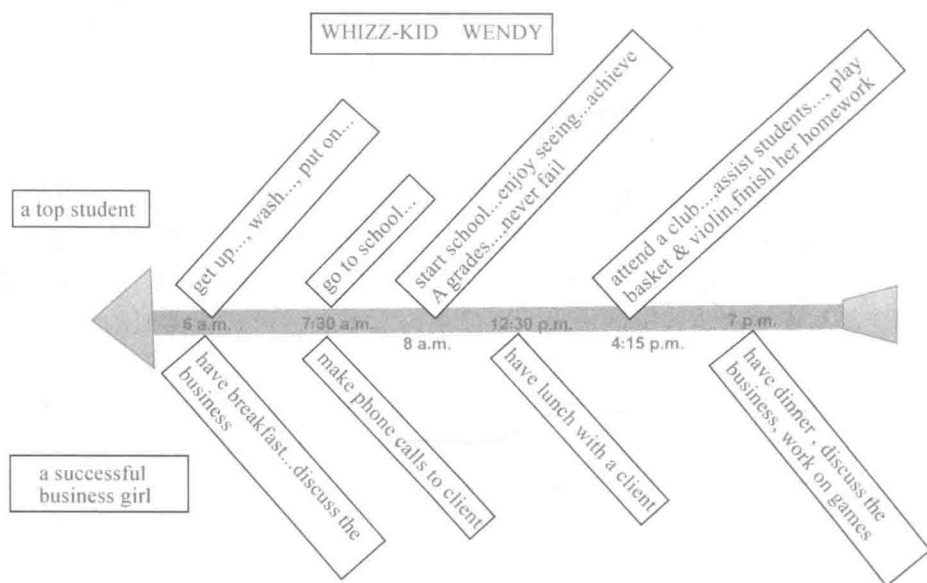 WHIZZ-KID WENDY
a top student
get up..., wash..., put on...
go to school...
start school...enjoy seeing...achieve
A grades...,never fail
attend a club...,assist students..., play
basket & violin,finish her homework
6 a.m.
7:30 a.m.
8 a.m.
12:30 p.m.
4:15 p.m.
7 p.m.
have breakfast...discuss the
business
make phone calls to client
have lunch with a client
have dinner , discuss the
business, work on games
a successful
business girl